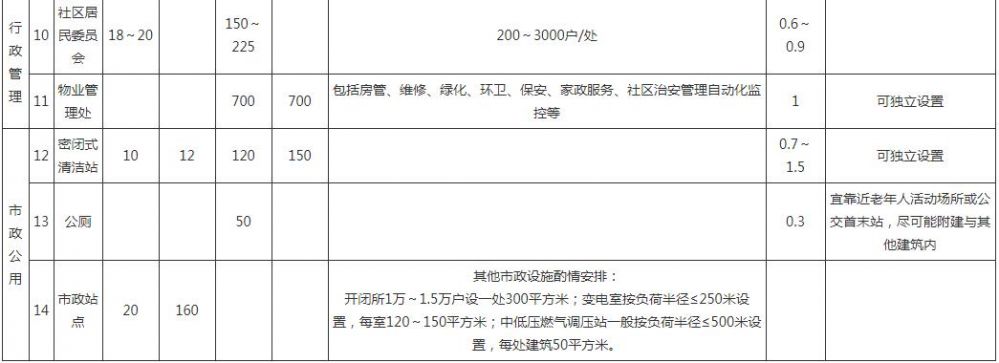 行政管理
10 社区居民委员会 18～20 150～225 200～3000户/处 0.6～0.9
11 物业管理处 700 700 包括房管、维修、绿化、环卫、保安、家政服务、社区治安管理自动化监控等 1 可独立设置
市政公用
12 密闭式清洁站 10 12 120 150 0.7～1.5 可独立设置
13 公厕 50 0.3 宜靠近老年人活动场所或公交首末站，尽可能附建与其他建筑内
14 市政站点 20 160 其他市政设施酌情安排：
开闭所1万～1.5万户设一处300平方米；变电室按负荷半径≤250米设
置，每室120～150平方米；中低压燃气调压站一般按负荷半径≤500米设
置，每处建筑50平方米。